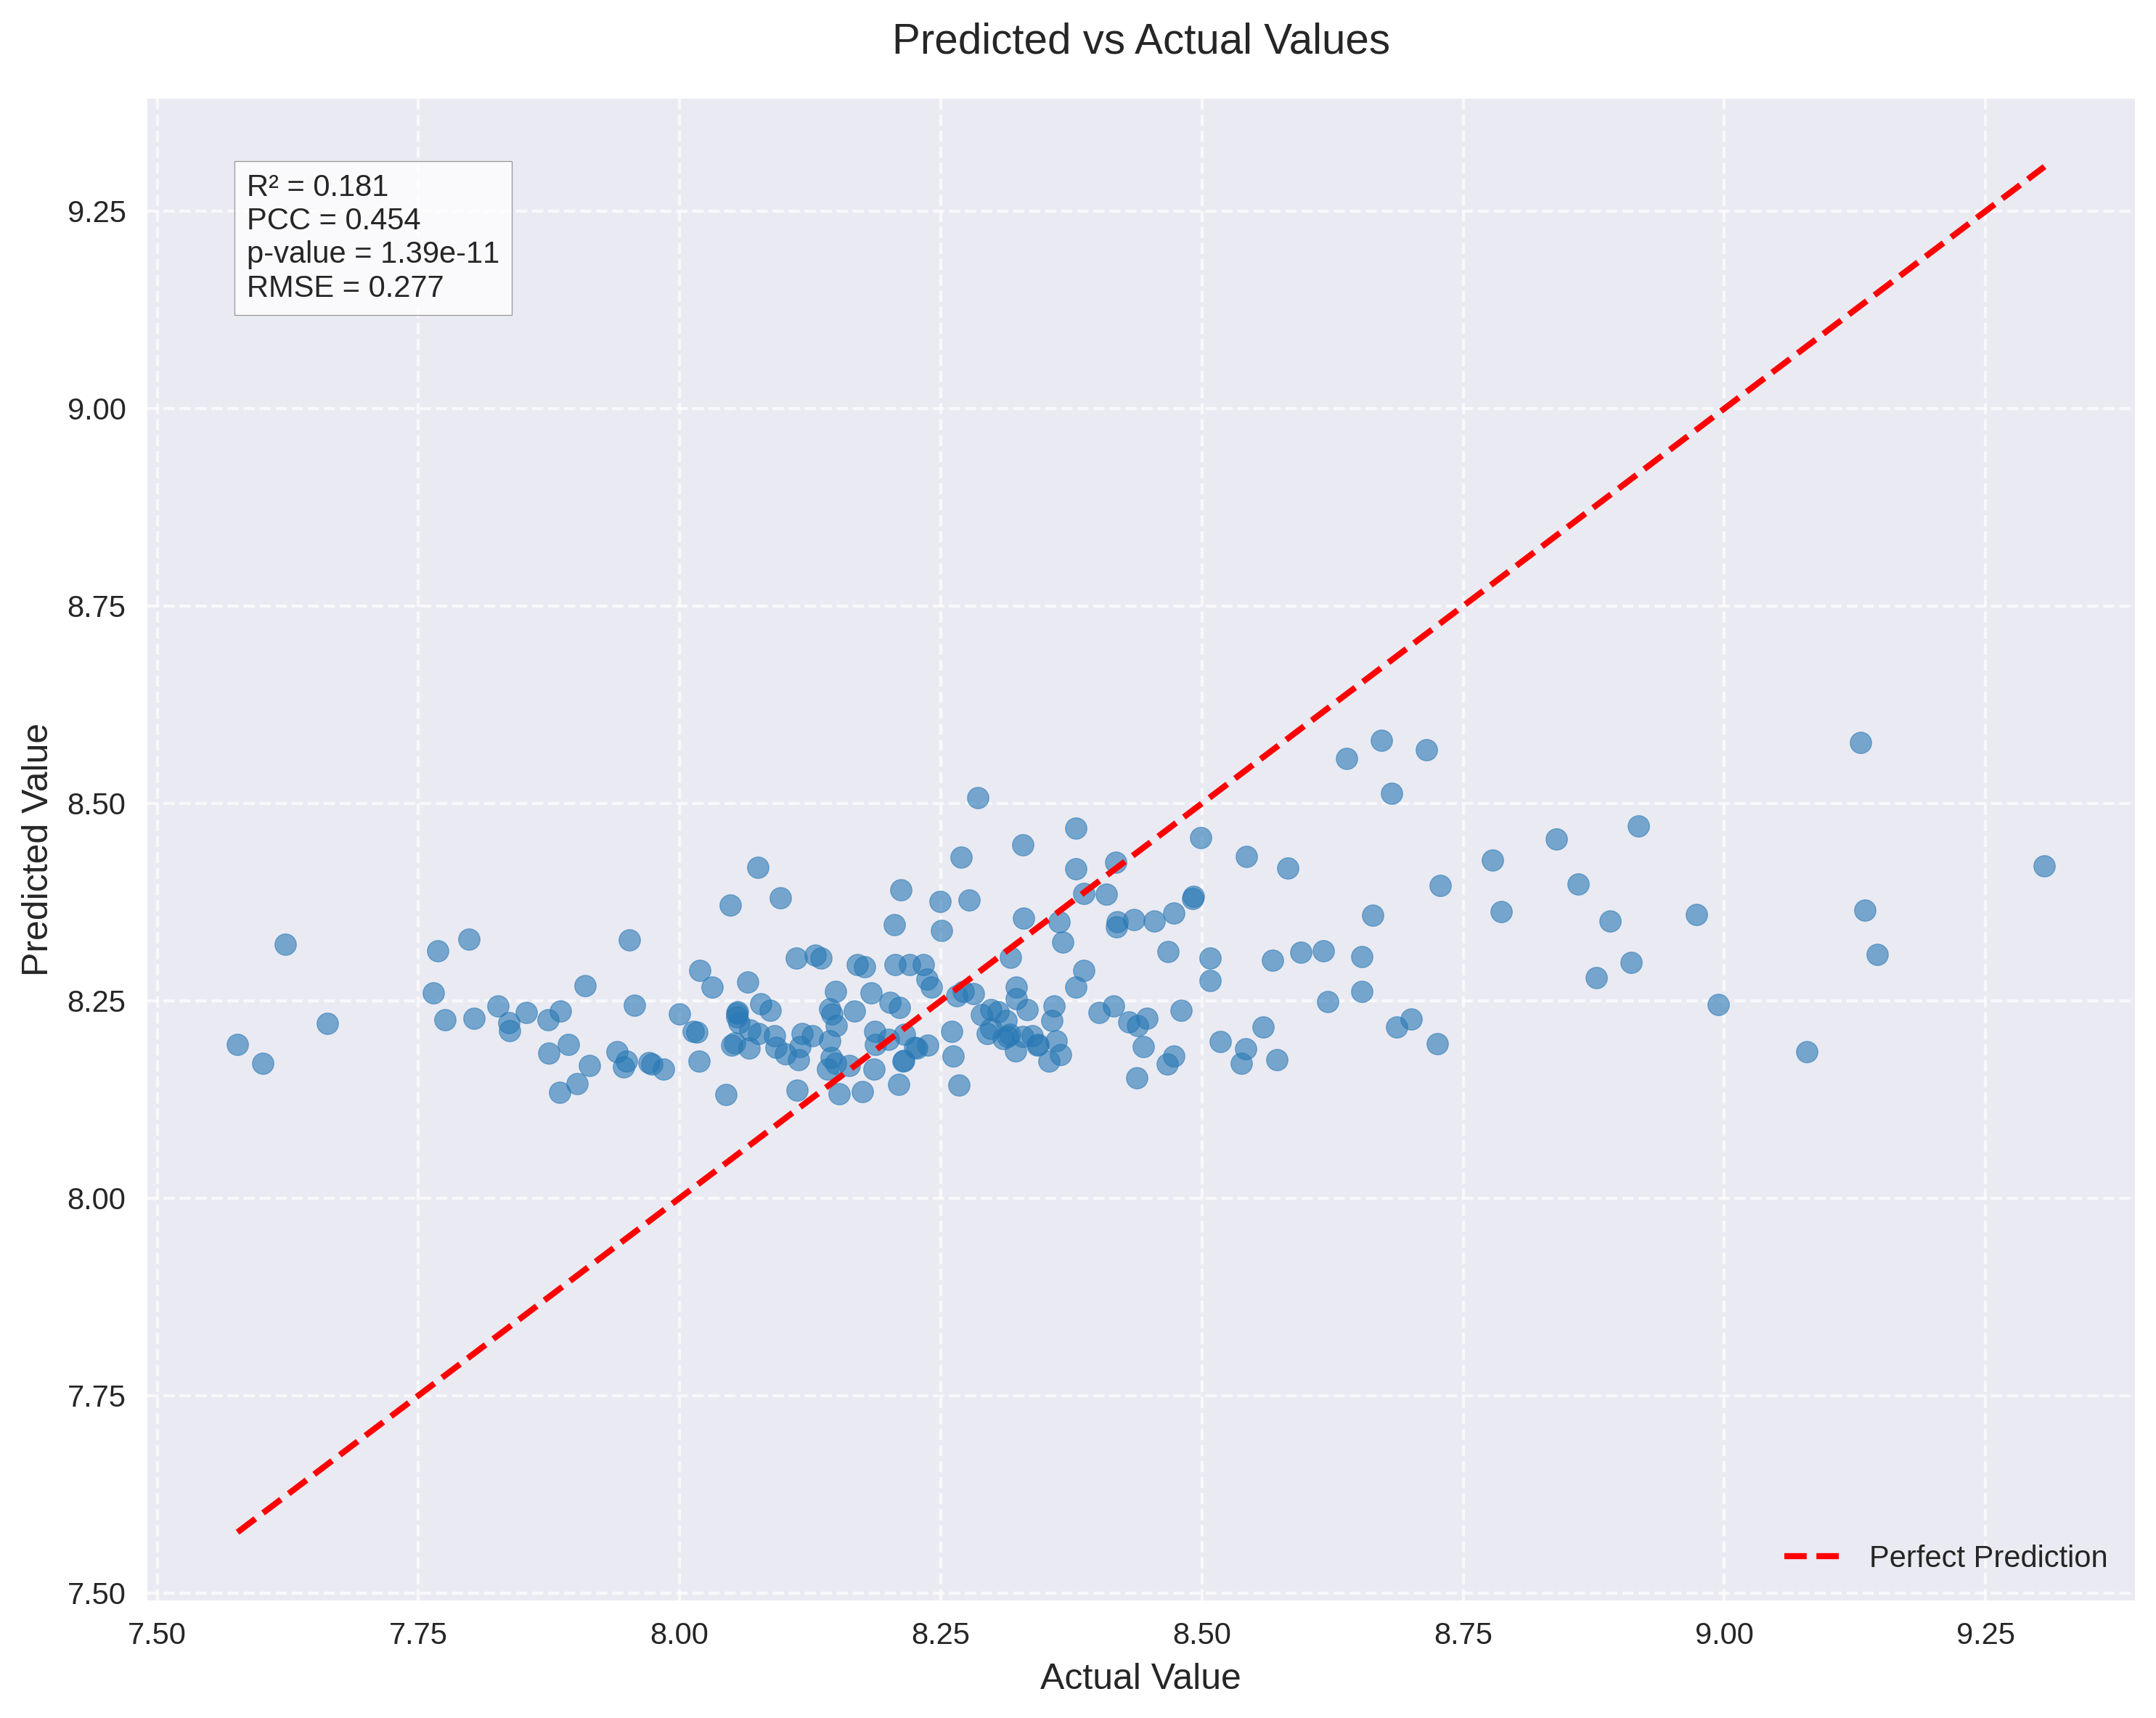 Predicted vs Actual Values
R² = 0.181
PCC = 0.454
p-value = 1.39e-11
RMSE = 0.277
9.25
9.00
8.75
8.50
8.25
8.00
7.75
7.50
Predicted Value
Perfect Prediction
7.50 7.75 8.00 8.25 8.50 8.75 9.00 9.25
Actual Value